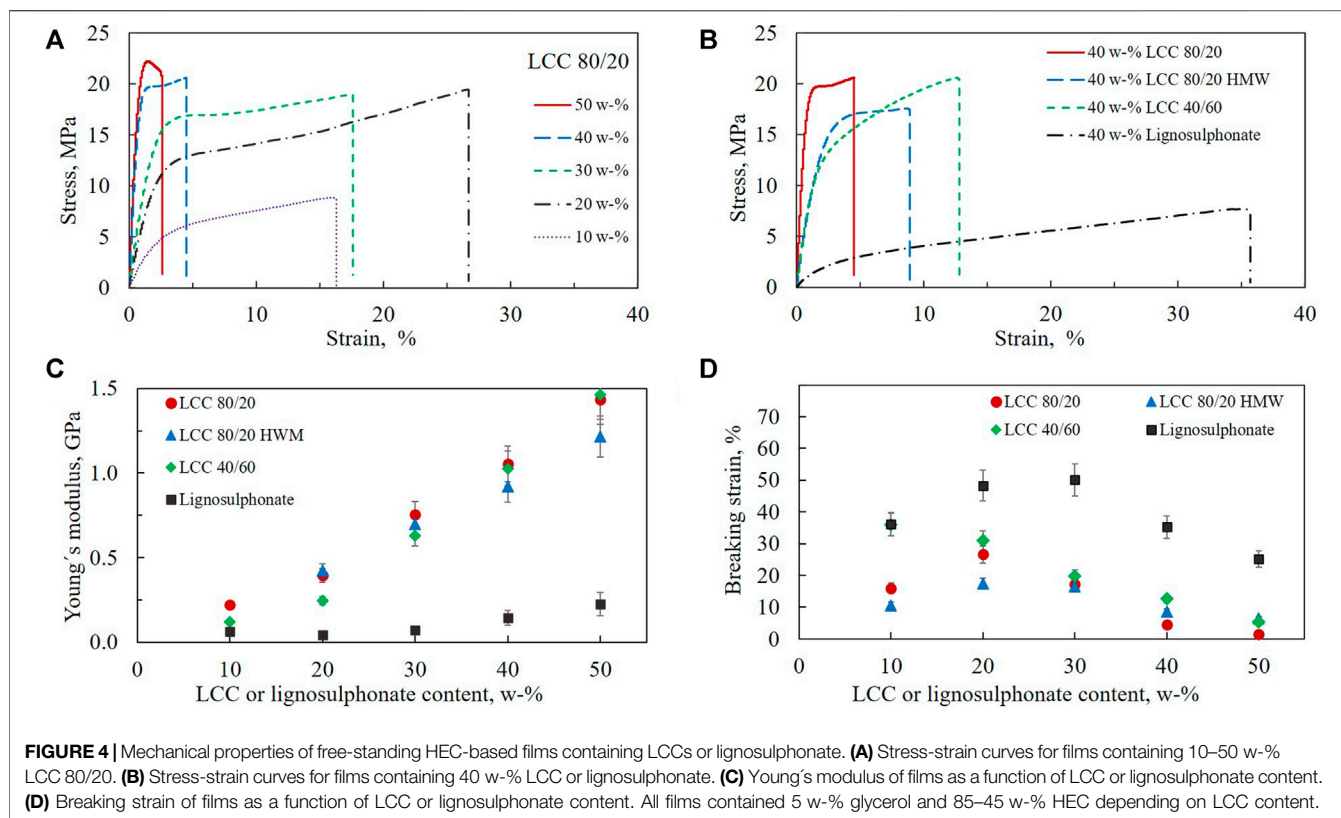 A
LCC 80/20
50 w-%
40 w-%
30 w-%
20 w-%
10 w-%
Stress, MPa
25
20
15
10
5
0
0 10 20 30 40
Strain, %
B
40 w-% LCC 80/20
40 w-% LCC 80/20 HMW
40 w-% LCC 40/60
40 w-% Lignosulphonate
Stress, MPa
25
20
15
10
5
0
0 10 20 30 40
Strain, %
C
LCC 80/20
LCC 80/20 HWM
LCC 40/60
Lignosulphonate
Young´s modulus, GPa
1.5
1.0
0.5
0.0
0 10 20 30 40 50
LCC or lignosulphonate content, w-%
D
LCC 80/20 LCC 80/20 HMW
LCC 40/60 Lignosulphonate
Breaking strain, %
70
60
50
40
30
20
10
0
0 10 20 30 40 50
LCC or lignosulphonate content, w-%
FIGURE 4 | Mechanical properties of free-standing HEC-based films containing LCCs or lignosulphonate. (A) Stress-strain curves for films containing 10–50 w-%
LCC 80/20. (B) Stress-strain curves for films containing 40 w-% LCC or lignosulphonate. (C) Young´s modulus of films as a function of LCC or lignosulphonate content.
(D) Breaking strain of films as a function of LCC or lignosulphonate content. All films contained 5 w-% glycerol and 85–45 w-% HEC depending on LCC content.